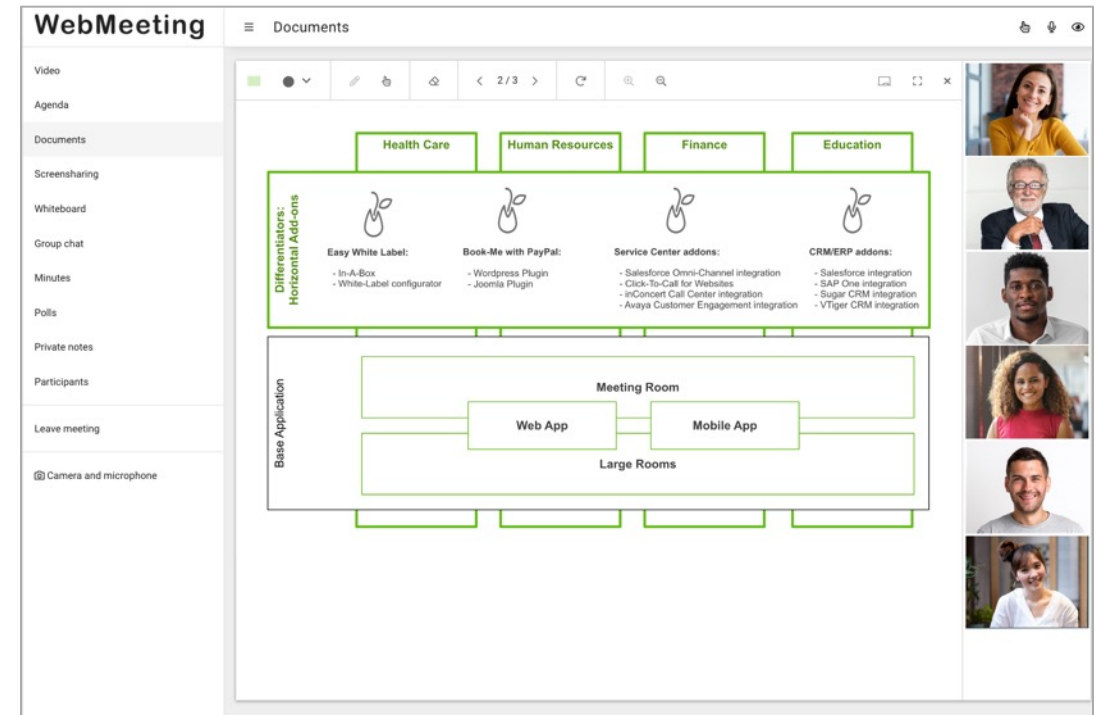 WebMeeting
Documents
Video
Agenda
Documents
Screensharing
Whiteboard
Group chat
Minutes
Polls
Private notes
Participants
Leave meeting
Camera and microphone
2 / 3
Health Care
Human Resources
Finance
Education
Differentiators:
Horizontal Add-ons
Easy White Label:
- In-A-Box
- White-Label configurator
Book-Me with PayPal:
- Wordpress Plugin
- Joomla Plugin
Service Center addons:
- Salesforce Omni-Channel integration
- Click-To-Call for Websites
- inConcert Call Center integration
- Avaya Customer Engagement integration
CRM/ERP addons:
- Salesforce integration
- SAP One integration
- Sugar CRM integration
- VTiger CRM integration
Base Application
Meeting Room
Web App
Mobile App
Large Rooms